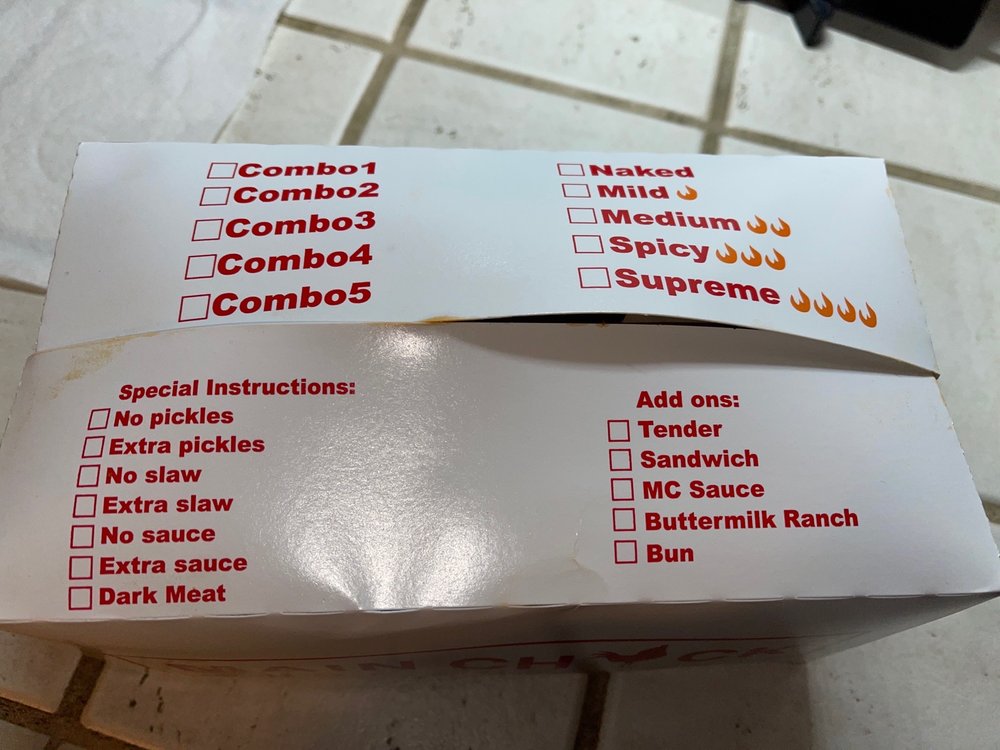 Combo1
Combo2
Combo3
Combo4
Combo5
Naked
Mild
Medium
Spicy
Supreme
Special Instructions:
No pickles
Extra pickles
No slaw
Extra slaw
No sauce
Extra sauce
Dark Meat
Add ons:
Tender
Sandwich
MC Sauce
Buttermilk Ranch
Bun